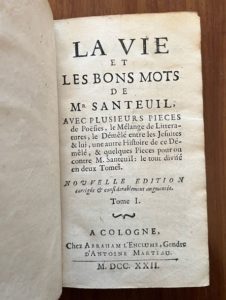 LA VIE
ET
LES BONS MOTS
DE
Mr SANTEUIL,
AVEC PLUSIEURS PIECES
de Poësies, le Mélange de Litteratures,
le Démêlé entre les Jesuites
& lui, une autre Histoire de ce Démêlé,
& quelques Pieces pour ou
contre M. Santeuil: le tout divisé
en deux Tomes.
NOUVELLE EDITION
corrigée & considerablement augmentée.
Tome I.
A COLOGNE,
Chez ABRAHAM L'ENCLUME, Gendre
d'ANTOINE MARTEAU.
M. DCC. XXII.